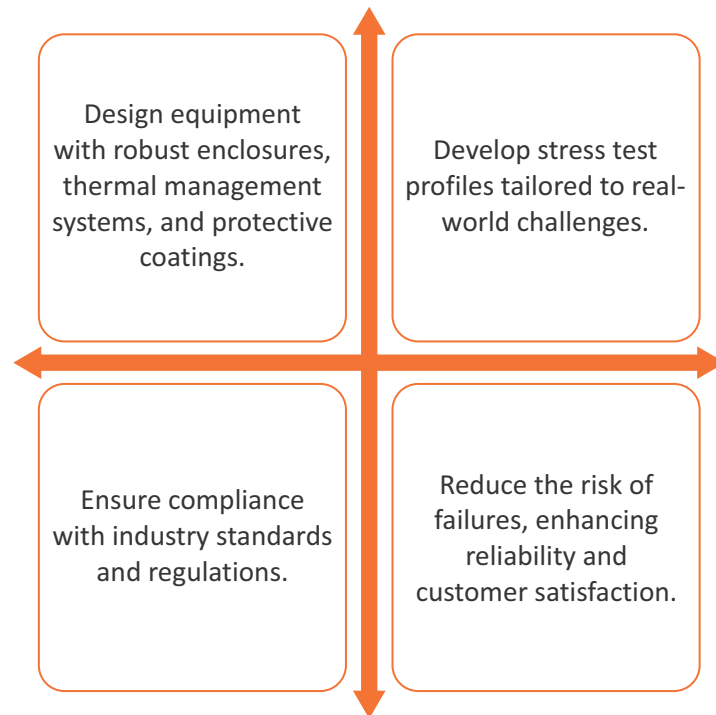 Design equipment
with robust enclosures,
thermal management
systems, and protective
coatings.
Develop stress test
profiles tailored to real-
world challenges.
Ensure compliance
with industry standards
and regulations.
Reduce the risk of
failures, enhancing
reliability and
customer satisfaction.